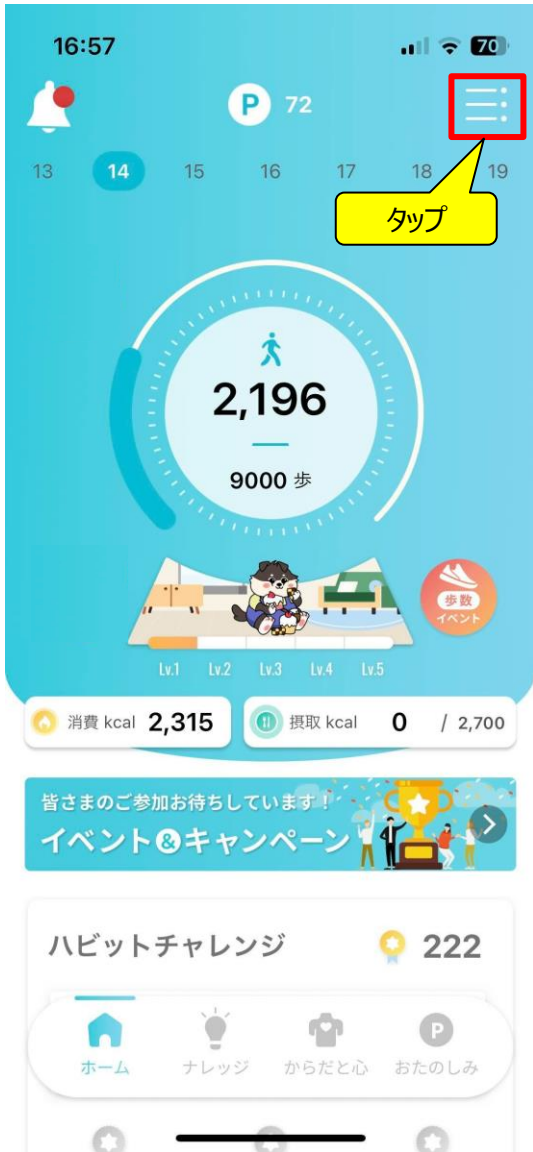 16:57
70
P 72
13 14 15 16 17 18 19
タップ
2,196
9000 歩
歩数
イベント
Lv.1 Lv.2 Lv.3 Lv.4 Lv.5
消費 kcal 2,315
摂取 kcal 0 / 2,700
皆さまのご参加お待ちしています!
イベント&キャンペーン
ハビットチャレンジ 222
P
ホーム ナレッジ からだと心 おたのしみ